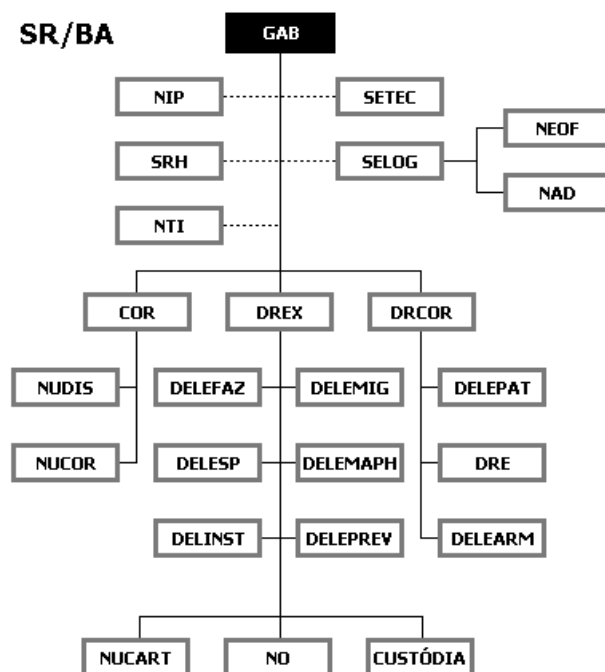 SR/BA
GAB
NIP
SETEC
NEOF
SRH
SELOG
NAD
NTI
COR
DREX
DRCOR
NUDIS
DELEFAZ
DELEMIG
DELEPAT
NUCOR
DELESP
DELEMAPH
DRE
DELINST
DELEPREV
DELEARM
NUCART
NO
CUSTÓDIA